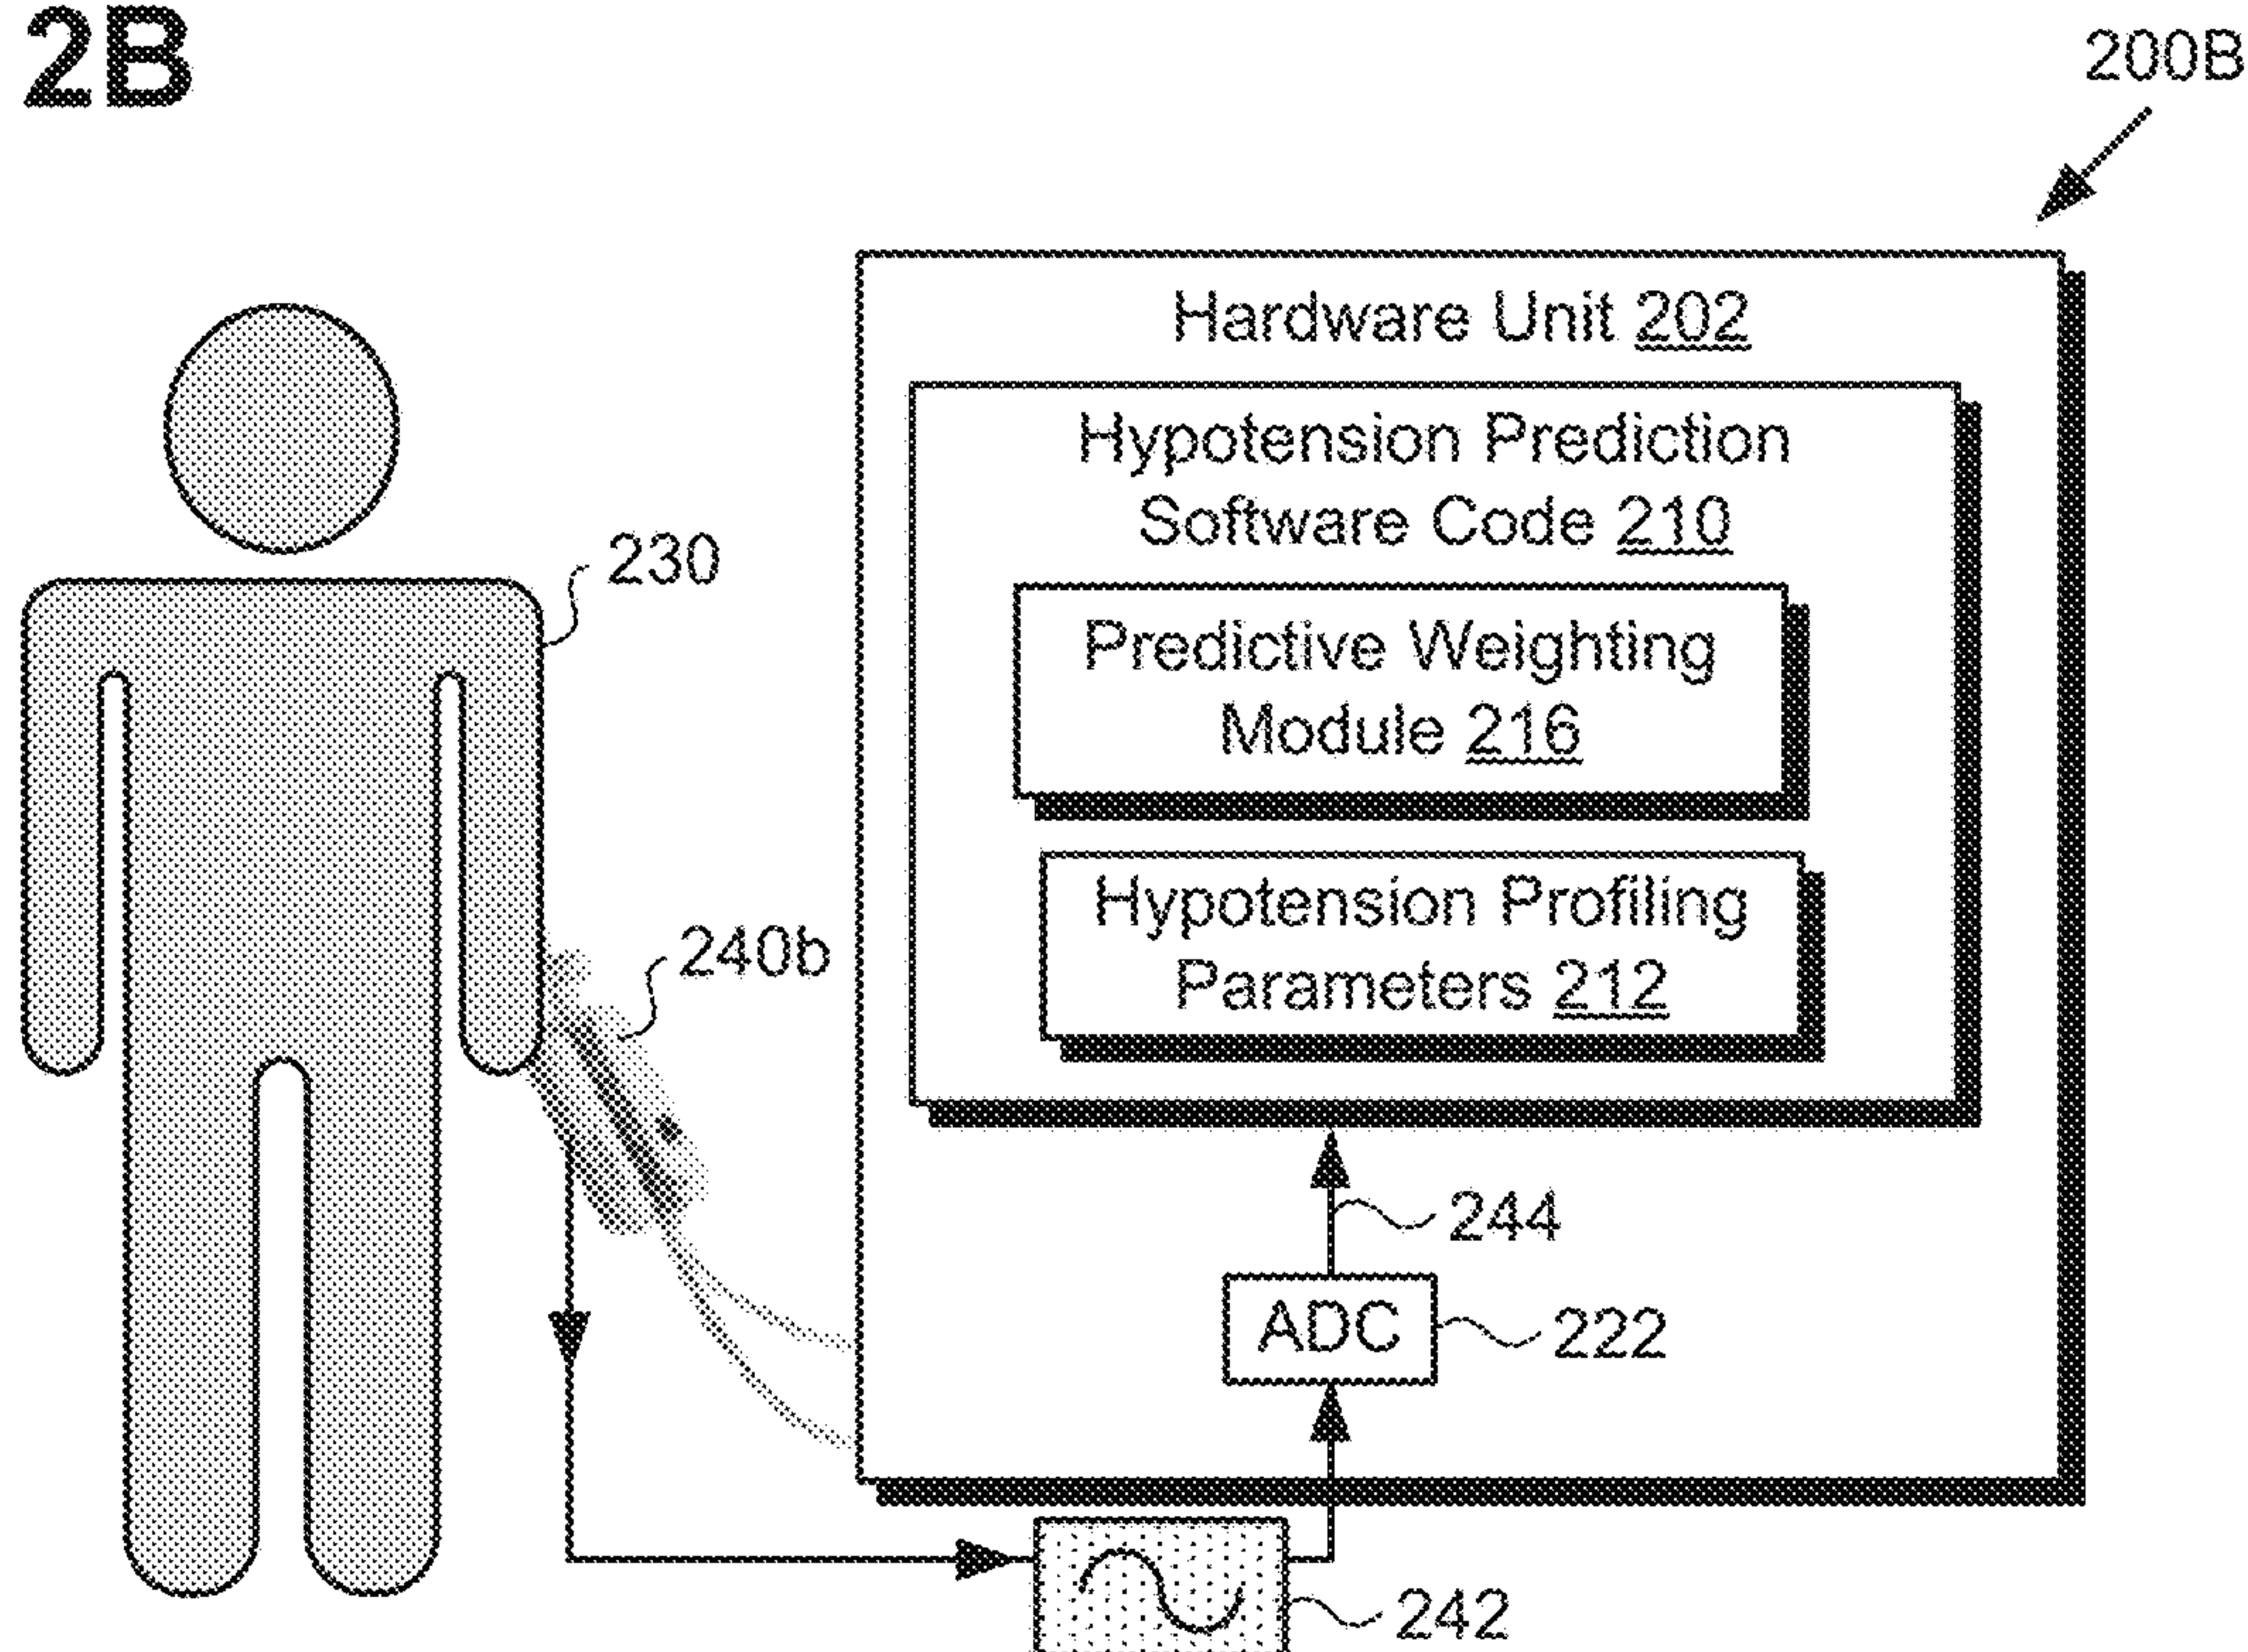 2B
200B
Hardware Unit 202
Hypotension Prediction
Software Code 210
230
Predictive Weighting
Module 216
Hypotension Profiling
Parameters 212
240b
244
ADC
222
242